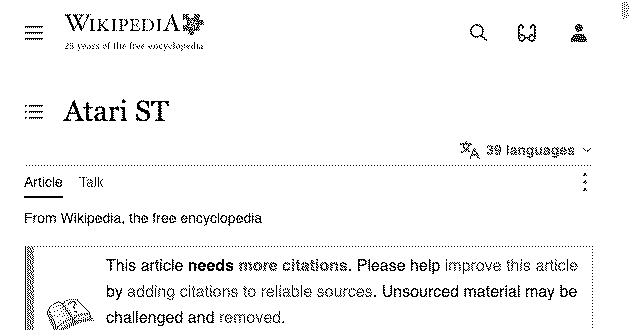 WIKIPEDIA
25 years of the free encyclopedia
Atari ST
39 languages
Article Talk
From Wikipedia, the free encyclopedia
This article needs more citations. Please help improve this article
by adding citations to reliable sources. Unsourced material may be
challenged and removed.